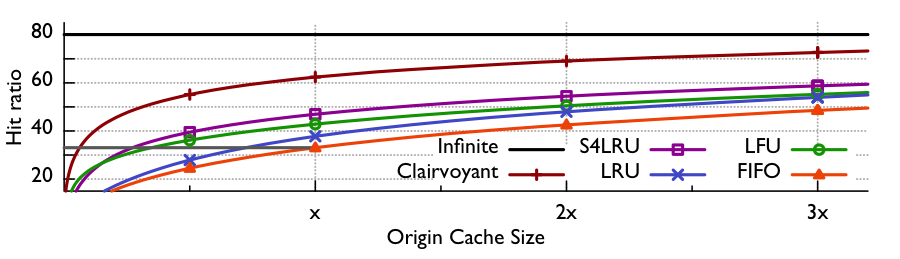 80
60
40
20
Hit ratio
Infinite S4LRU LFU
Clairvoyant LRU FIFO
x 2x 3x
Origin Cache Size